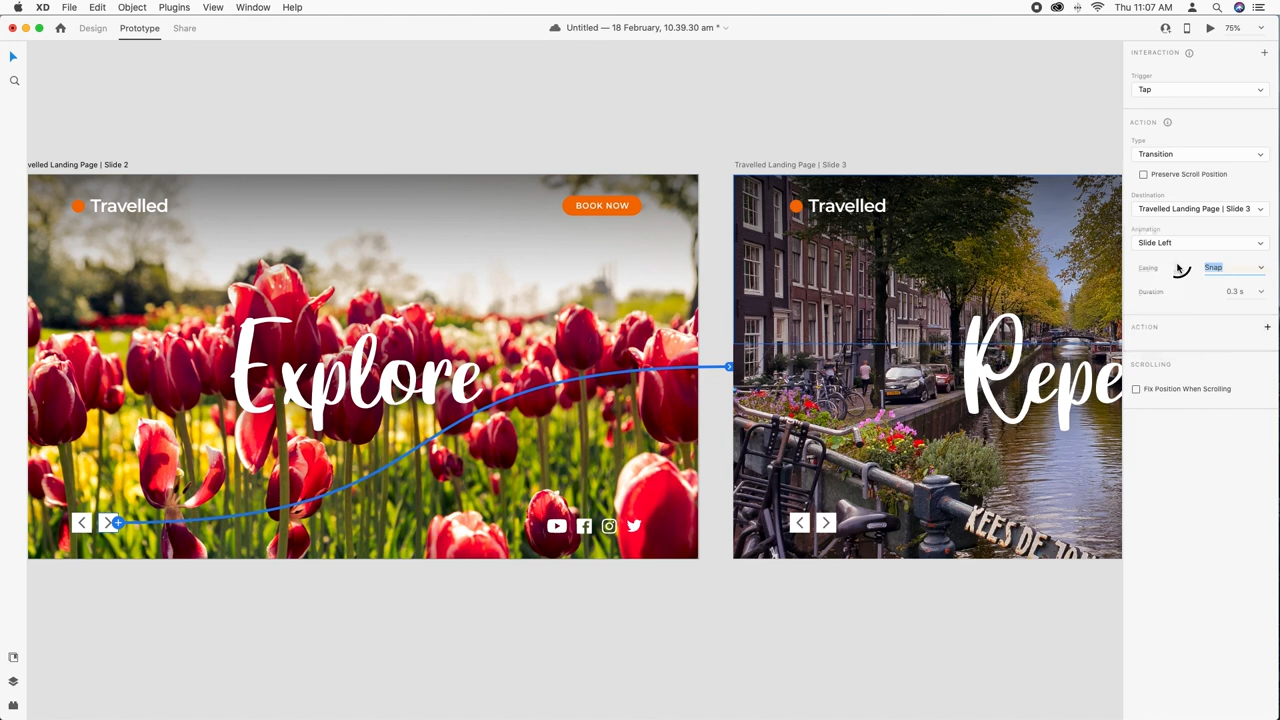 XD File Edit Object Plugins View Window Help
Thu 11:07 AM
Design Prototype Share
Untitled — 18 February, 10.39.30 am *
75%
INTERACTION
Trigger
Tap
ACTION
Type
Transition
Preserve Scroll Position
Destination
Travelled Landing Page | Slide 3
Animation
Slide Left
Easing
Snap
Duration
0.3 s
ACTION
SCROLLING
Fix Position When Scrolling
velled Landing Page | Slide 2
Travelled
BOOK NOW
Explore
Travelled Landing Page | Slide 3
Travelled
Repe
KEES DE JON